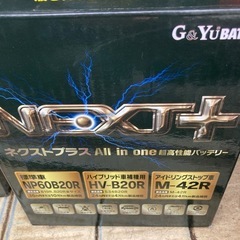 G&Yu BAT
NEXT+
ネクストプラス All in one 超高性能バッテリー
標準車
NP60B20R
ハイブリッド車補機用
HV-B20R
アイドリングストップ車
M-42R